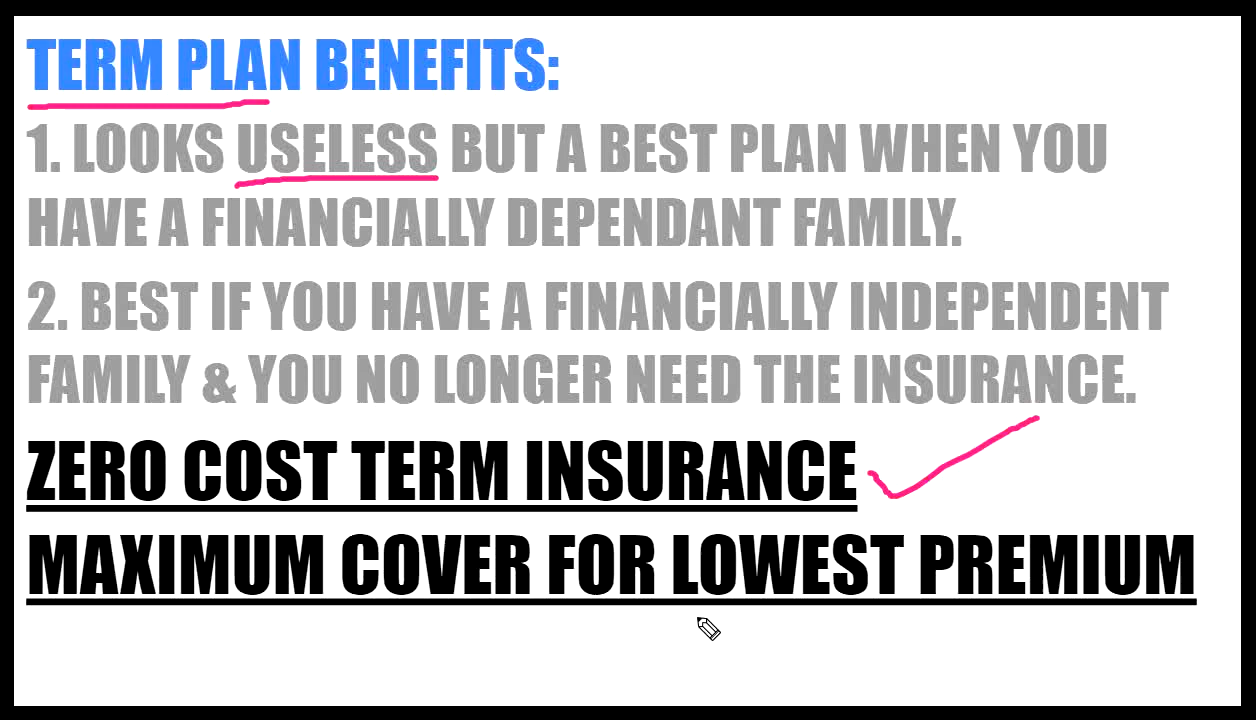 TERM PLAN BENEFITS:
1. LOOKS USELESS BUT A BEST PLAN WHEN YOU
HAVE A FINANCIALLY DEPENDANT FAMILY.
2. BEST IF YOU HAVE A FINANCIALLY INDEPENDENT
FAMILY & YOU NO LONGER NEED THE INSURANCE.
ZERO COST TERM INSURANCE
MAXIMUM COVER FOR LOWEST PREMIUM